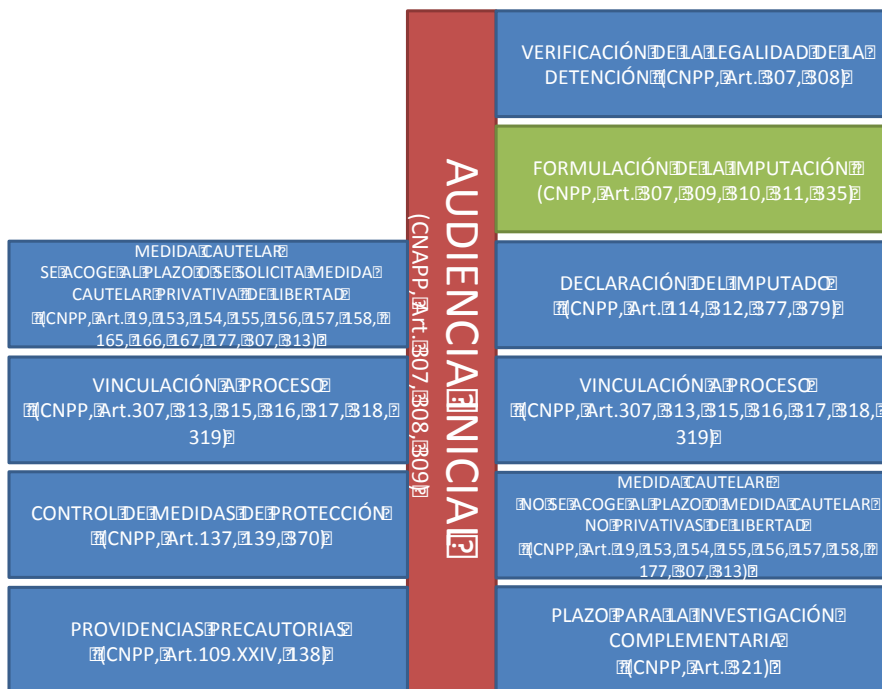 MEDIDA CAUTELAR
SE ACOGE AL PLAZO O SE SOLICITA MEDIDA
CAUTELAR PRIVATIVA DE LIBERTAD
(CNPP, Art. 19, 153, 154, 155, 156, 157, 158,
165, 166, 167, 177, 307, 313)
VINCULACIÓN A PROCESO
(CNPP, Art.307, 313, 315, 316, 317, 318,
319)
CONTROL DE MEDIDAS DE PROTECCIÓN
(CNPP, Art.137, 139, 370)
PROVIDENCIAS PRECAUTORIAS
(CNPP, Art.109.XXIV, 138)
AUDIENCIA INICIAL
(CNAPP, Art. 307, 308, 309)
VERIFICACIÓN DE LA LEGALIDAD DE LA
DETENCIÓN (CNPP, Art. 307, 308)
FORMULACIÓN DE LA IMPUTACIÓN
(CNPP, Art. 307, 309, 310, 311, 335)
DECLARACIÓN DEL IMPUTADO
(CNPP, Art. 114, 312, 377, 379)
VINCULACIÓN A PROCESO
(CNPP, Art.307, 313, 315, 316, 317, 318,
319)
MEDIDA CAUTELARE
NO SE ACOGE AL PLAZO O MEDIDA CAUTELAR
NO PRIVATIVAS DE LIBERTAD
(CNPP, Art. 19, 153, 154, 155, 156, 157, 158,
177, 307, 313)
PLAZO PARA LA INVESTIGACIÓN
COMPLEMENTARIA
(CNPP, Art. 321)